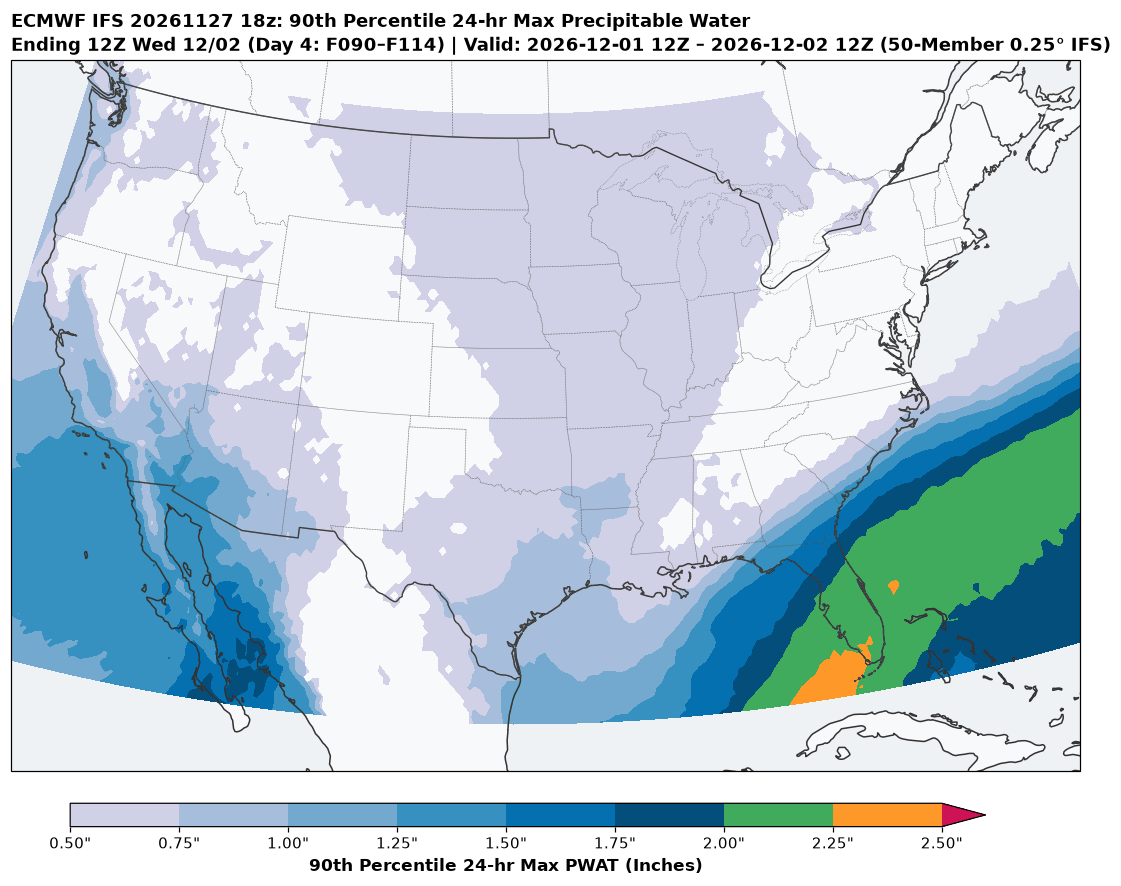 ECMWF IFS 20261127 18z: 90th Percentile 24-hr Max Precipitable Water
Ending 12Z Wed 12/02 (Day 4: F090–F114) | Valid: 2026-12-01 12Z – 2026-12-02 12Z (50-Member 0.25° IFS)
0.50" 0.75" 1.00" 1.25" 1.50" 1.75" 2.00" 2.25" 2.50"
90th Percentile 24-hr Max PWAT (Inches)